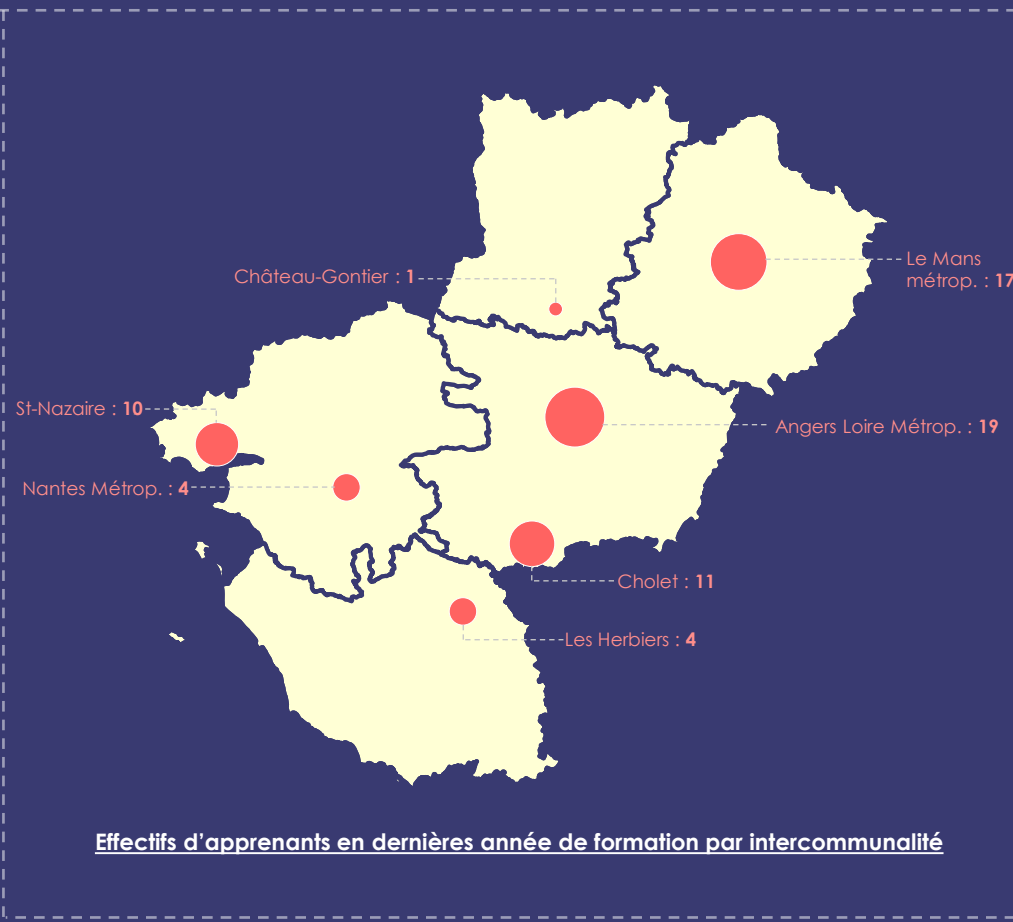 Château-Gontier : 1
Le Mans
métrop. : 17
St-Nazaire : 10
Angers Loire Métrop. : 19
Nantes Métrop. : 4
Cholet : 11
Les Herbiers : 4
Effectifs d’apprenants en dernières année de formation par intercommunalité